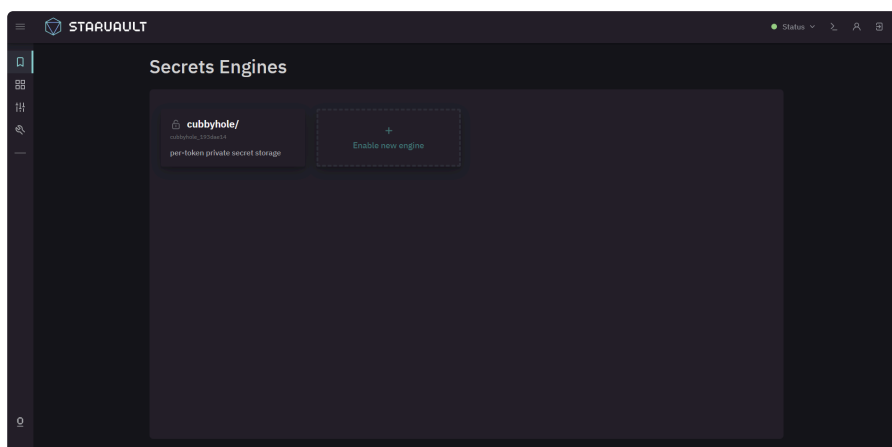 STARVAULT
Status
Secrets Engines
cubbyhole/
per-token private secret storage
+
Enable new engine